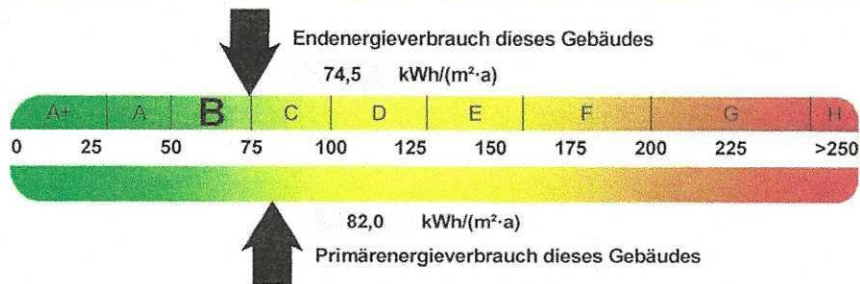 Endenergieverbrauch dieses Gebäudes
74,5 kWh/(m²·a)
A+ A B C D E F G H
0 25 50 75 100 125 150 175 200 225 >250
82,0 kWh/(m²·a)
Primärenergieverbrauch dieses Gebäudes